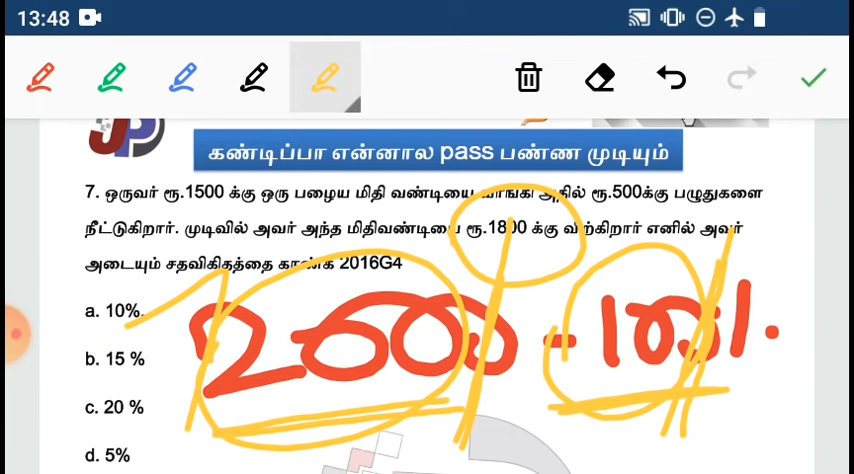 13:48
JP
கண்டிப்பா என்னால pass பண்ண முடியும்
7. ஒருவர் ரூ.1500 க்கு ஒரு பழைய மிதி வண்டியை வாங்கி அதில் ரூ.500க்கு பழுதுகளை
நீட்டுகிறார். முடிவில் அவர் அந்த மிதிவண்டியை ரூ.1800 க்கு விற்கிறார் எனில் அவர்
அடையும் சதவிகிதத்தை காண்க 2016G4
a. 10%.
2000 - 100%.
b. 15 %
c. 20 %
d. 5%